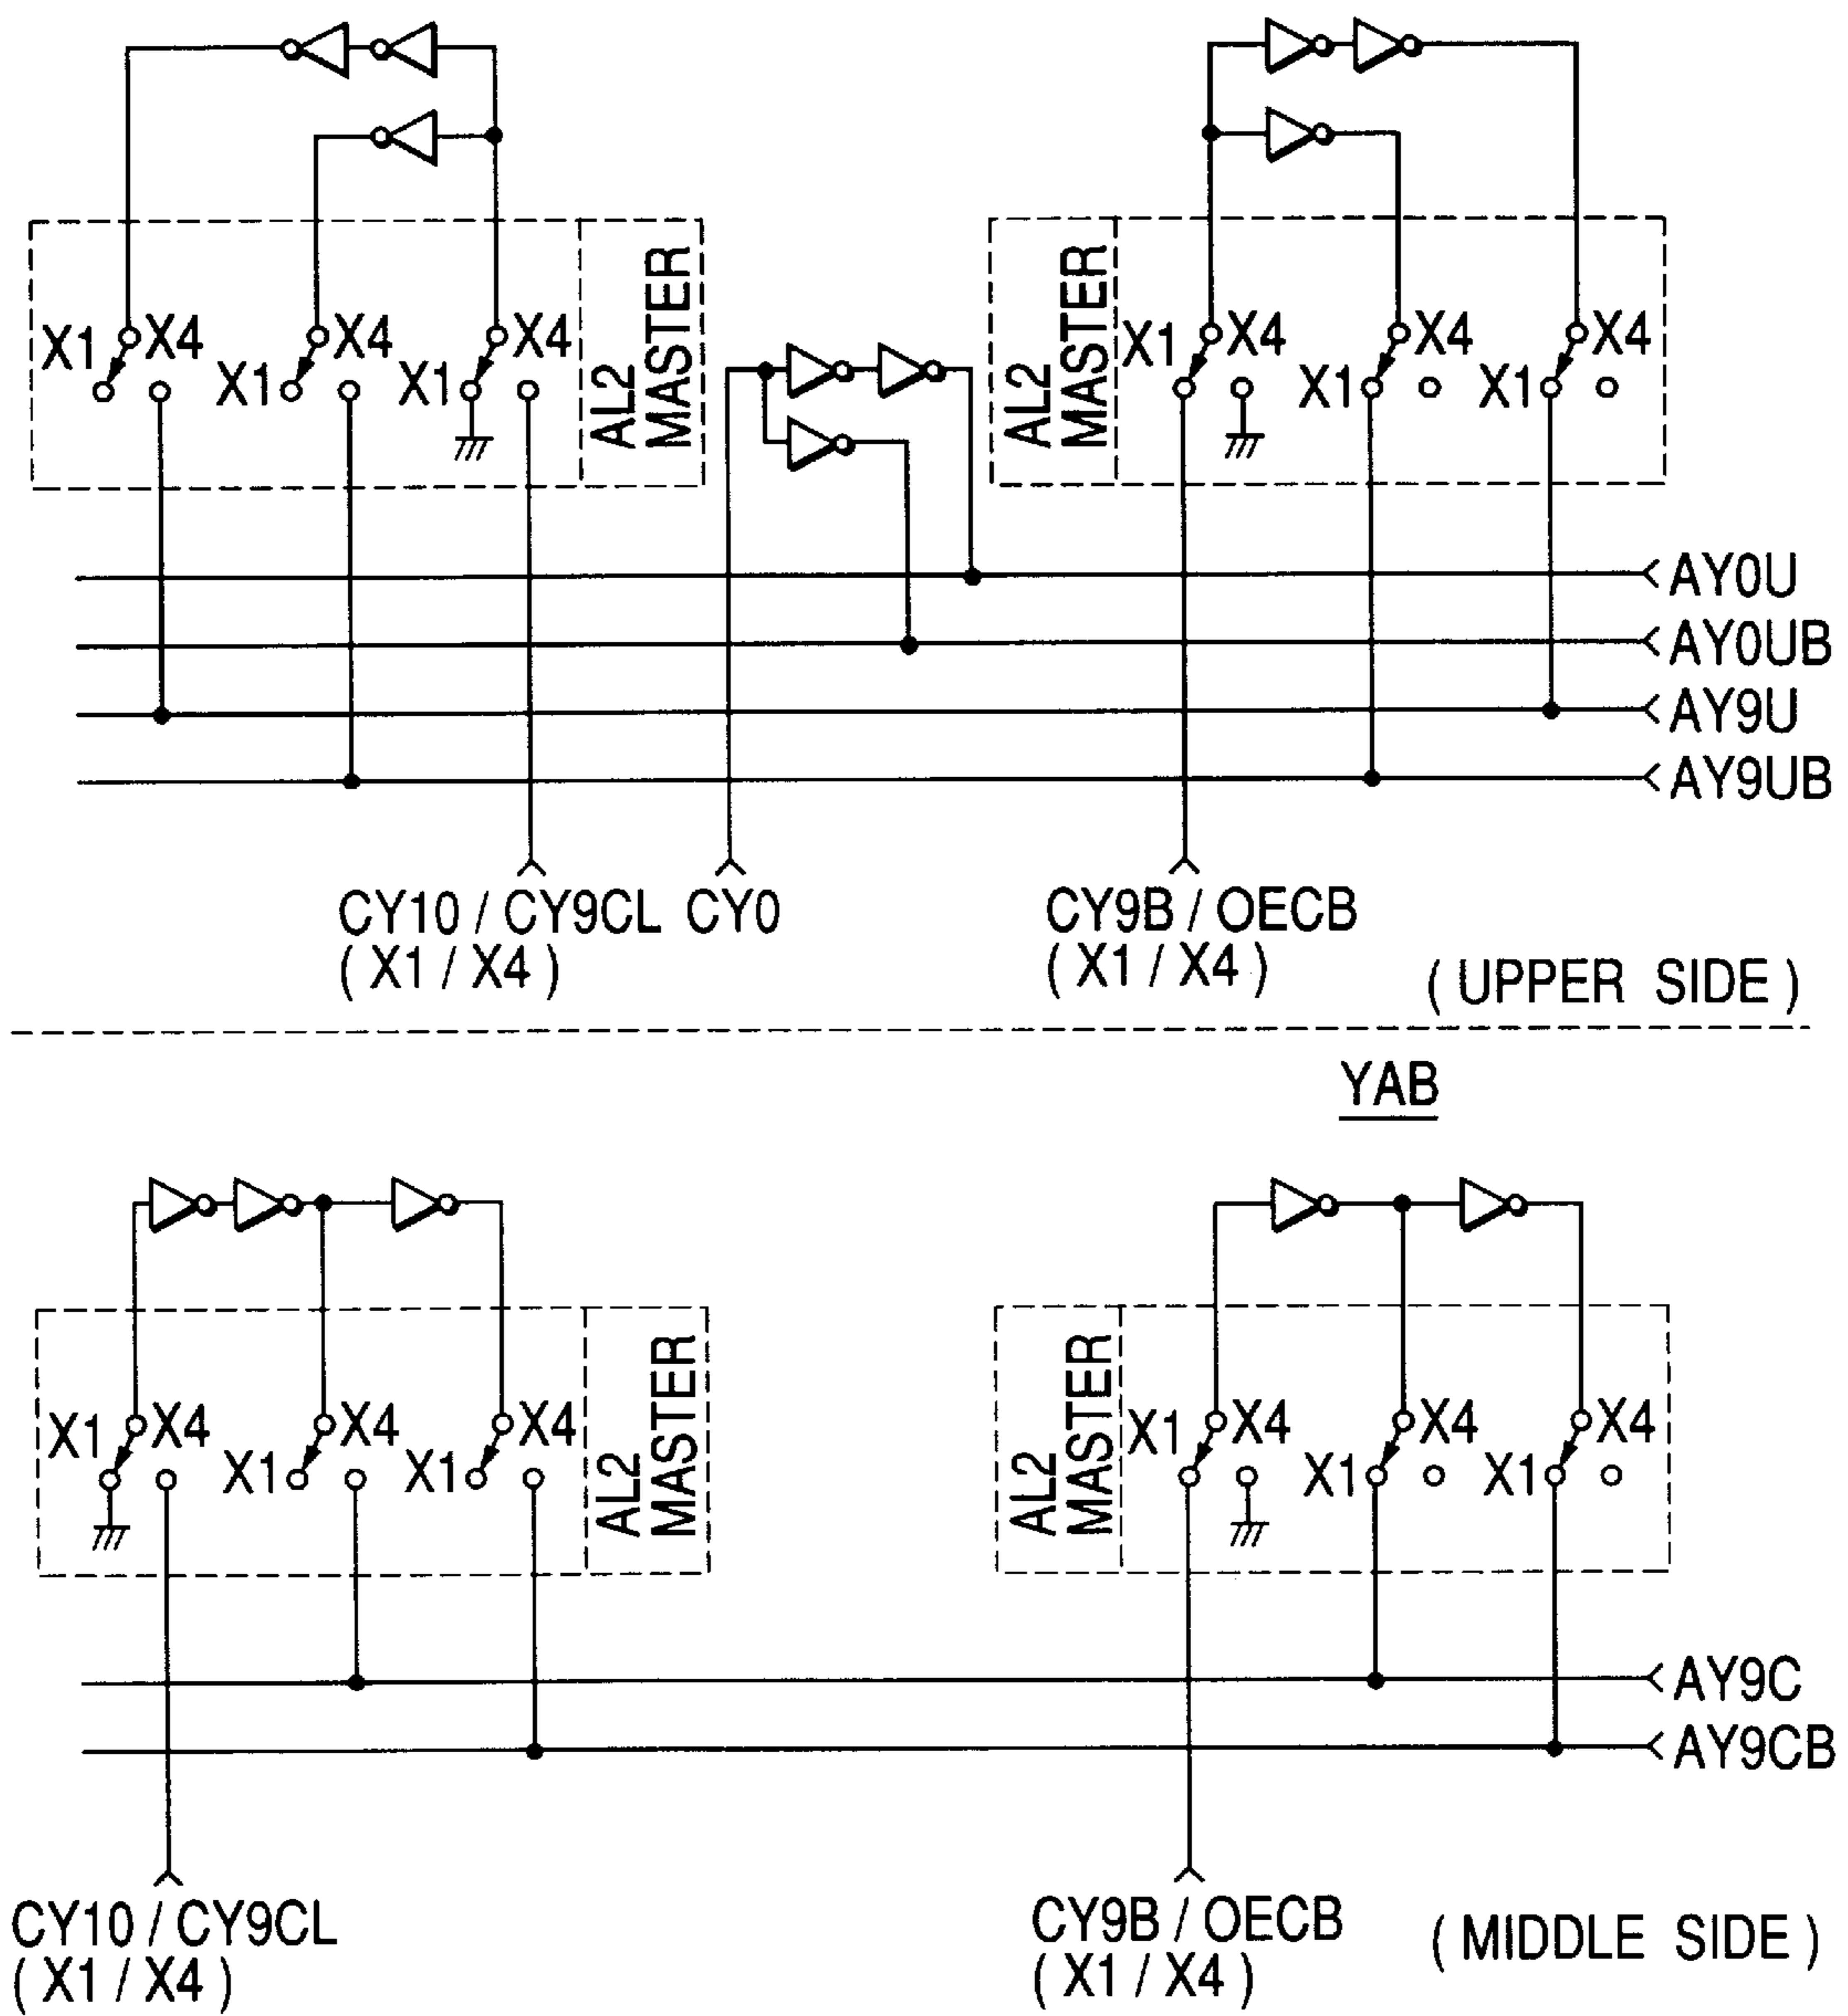 X1 X4 X1 X4 X1 X4
AL2
MASTER
AL2
MASTER
X1 X4 X1 X4 X1 X4
AY0U
AY0UB
AY9U
AY9UB
CY10 / CY9CL CY0 CY9B / OECB
( X1 / X4 ) ( X1 / X4 )
( UPPER SIDE )
YAB
X1 X4 X1 X4 X1 X4
AL2
MASTER
AL2
MASTER
X1 X4 X1 X4 X1 X4
AY9C
AY9CB
CY10 / CY9CL CY9B / OECB
( X1 / X4 ) ( X1 / X4 )
( MIDDLE SIDE )